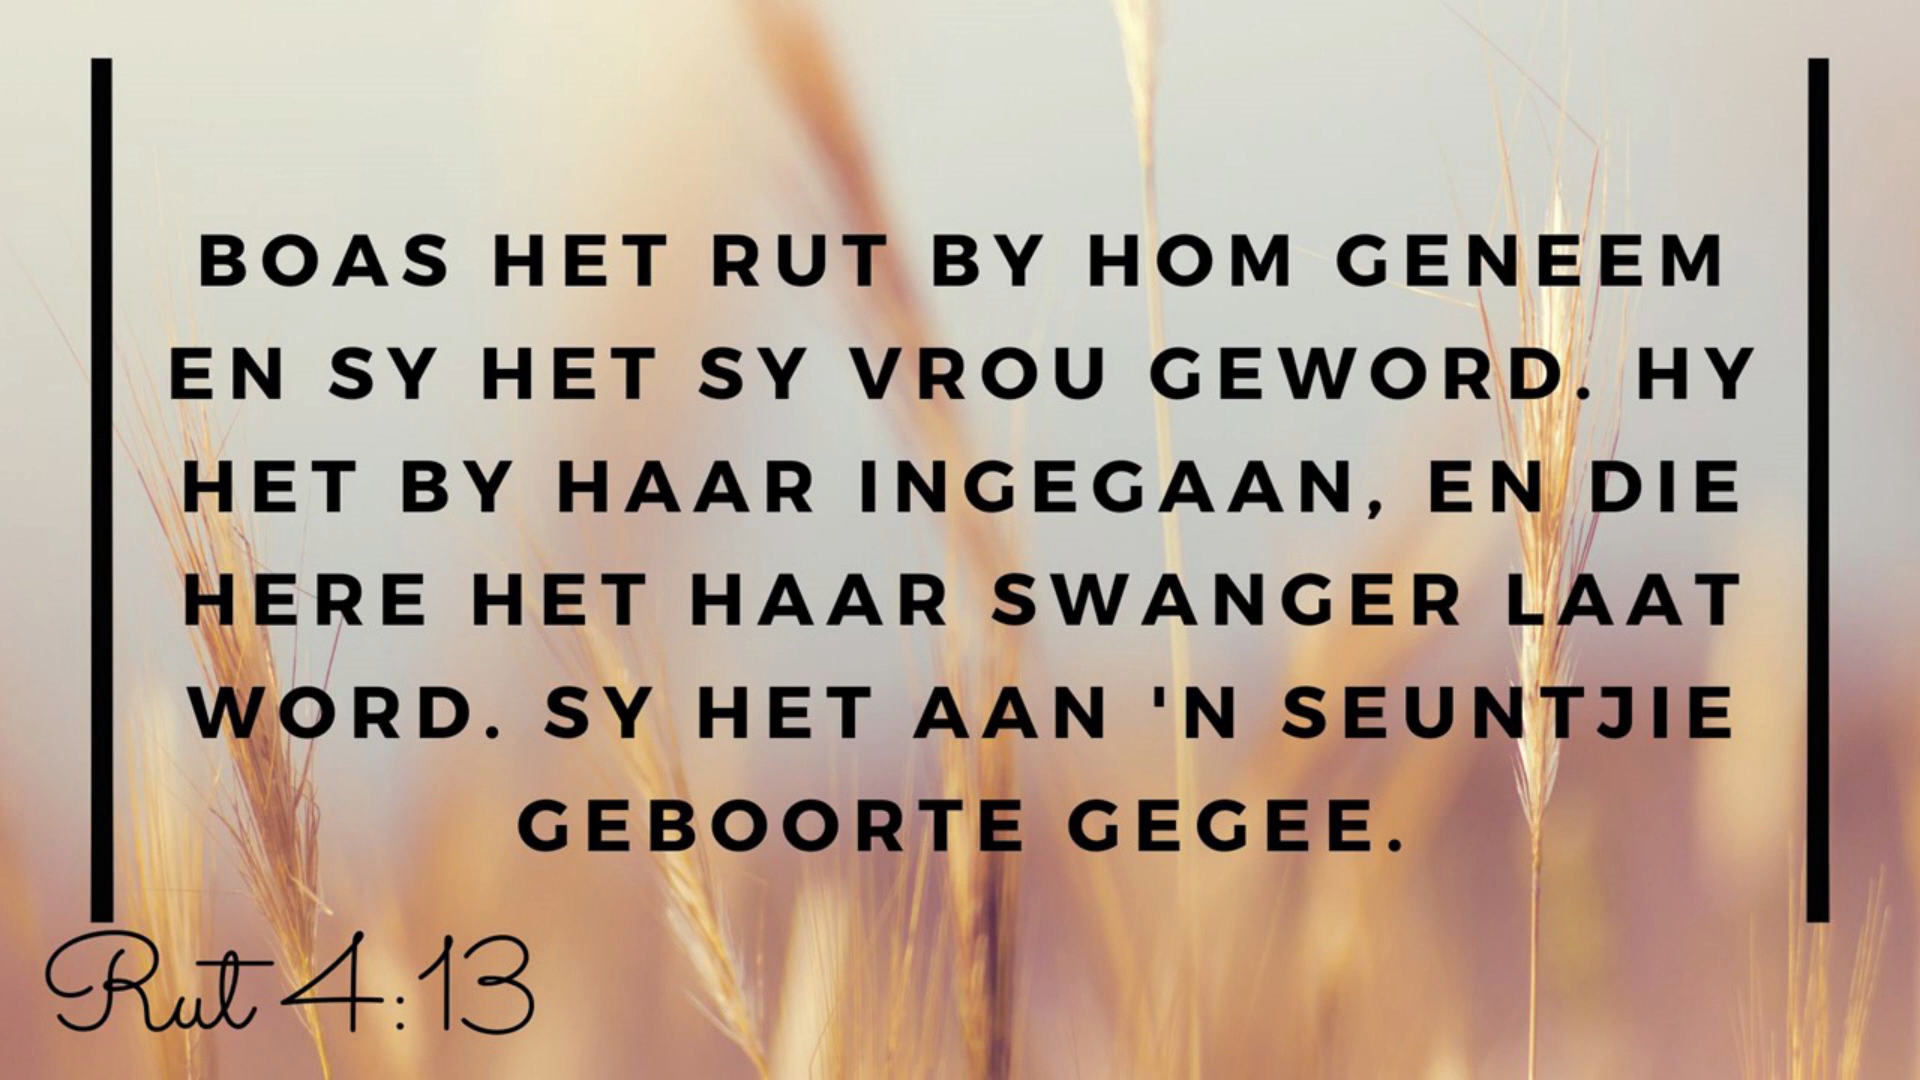 BOAS HET RUT BY HOM GENEEM
EN SY HET SY VROU GEWORD. HY
HET BY HAAR INGEGAAN, EN DIE
HERE HET HAAR SWANGER LAAT
WORD. SY HET AAN 'N SEUNTJIE
GEBOORTE GEGEE.
Rut 4:13